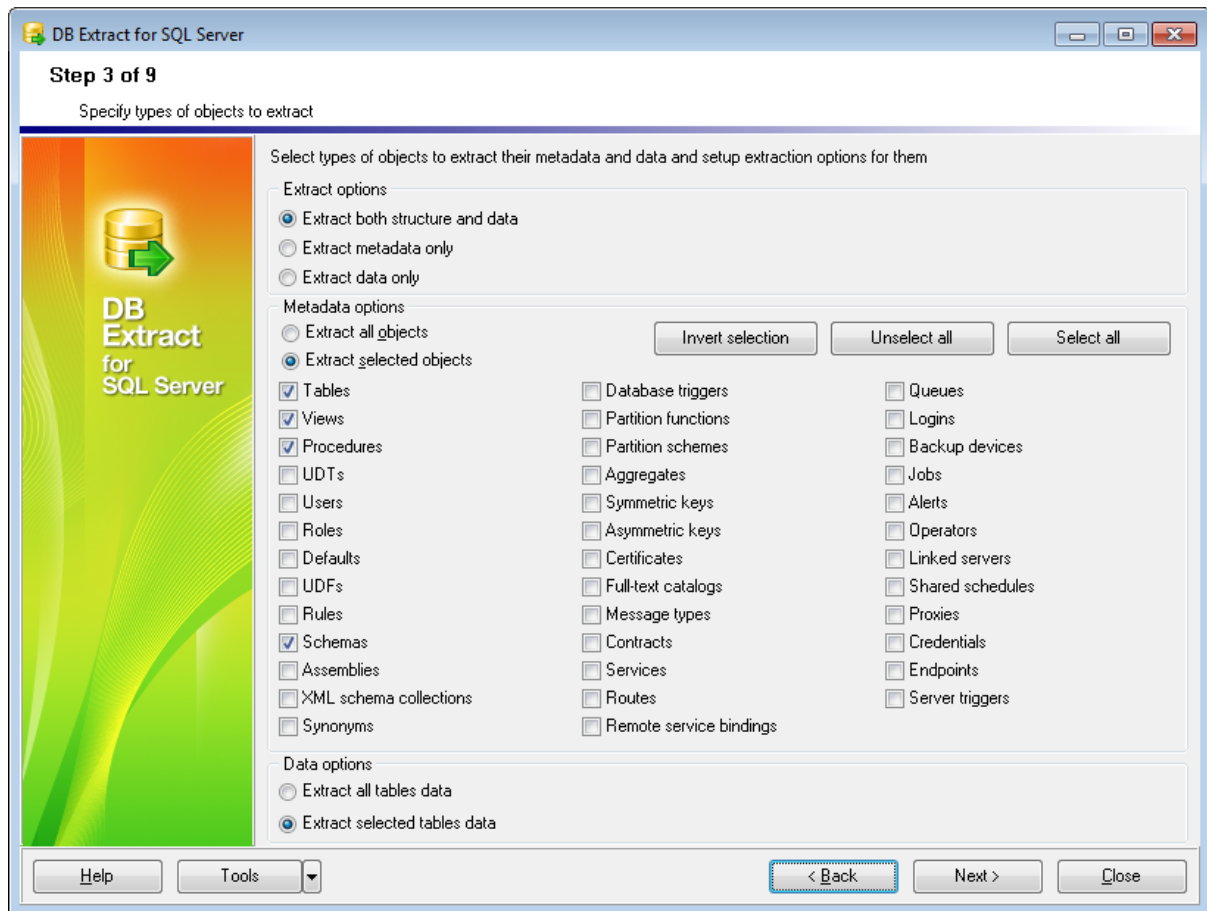 DB Extract for SQL Server
Step 3 of 9
Specify types of objects to extract
DB
Extract
for
SQL Server
Select types of objects to extract their metadata and data and setup extraction options for them
Extract options
Extract both structure and data
Extract metadata only
Extract data only
Metadata options
Extract all objects
Extract selected objects
Invert selection Unselect all Select all
Tables Database triggers Queues
Views Partition functions Logins
Procedures Partition schemes Backup devices
UDTs Aggregates Jobs
Users Symmetric keys Alerts
Roles Asymmetric keys Operators
Defaults Certificates Linked servers
UDFs Full-text catalogs Shared schedules
Rules Message types Proxies
Schemas Contracts Credentials
Assemblies Services Endpoints
XML schema collections Routes Server triggers
Synonyms Remote service bindings
Data options
Extract all tables data
Extract selected tables data
Help Tools < Back Next > Close